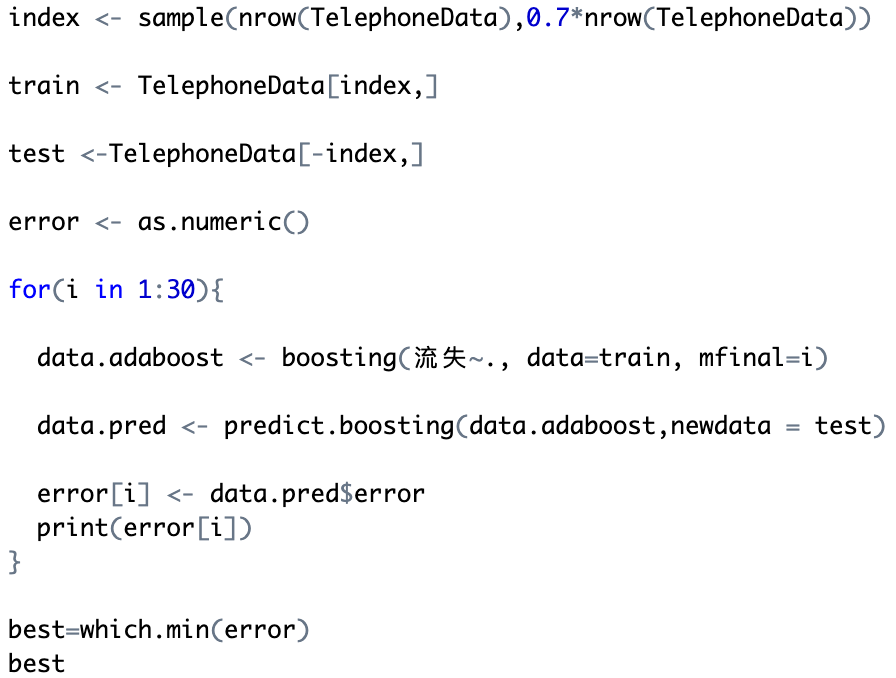 index <- sample(nrow(TelephoneData),0.7*nrow(TelephoneData))
train <- TelephoneData[index,]
test <-TelephoneData[-index,]
error <- as.numeric()
for(i in 1:30){
  data.adaboost <- boosting(流失~., data=train, mfinal=i)
  data.pred <- predict.boosting(data.adaboost,newdata = test)
  error[i] <- data.pred$error
  print(error[i])
}
best=which.min(error)
best